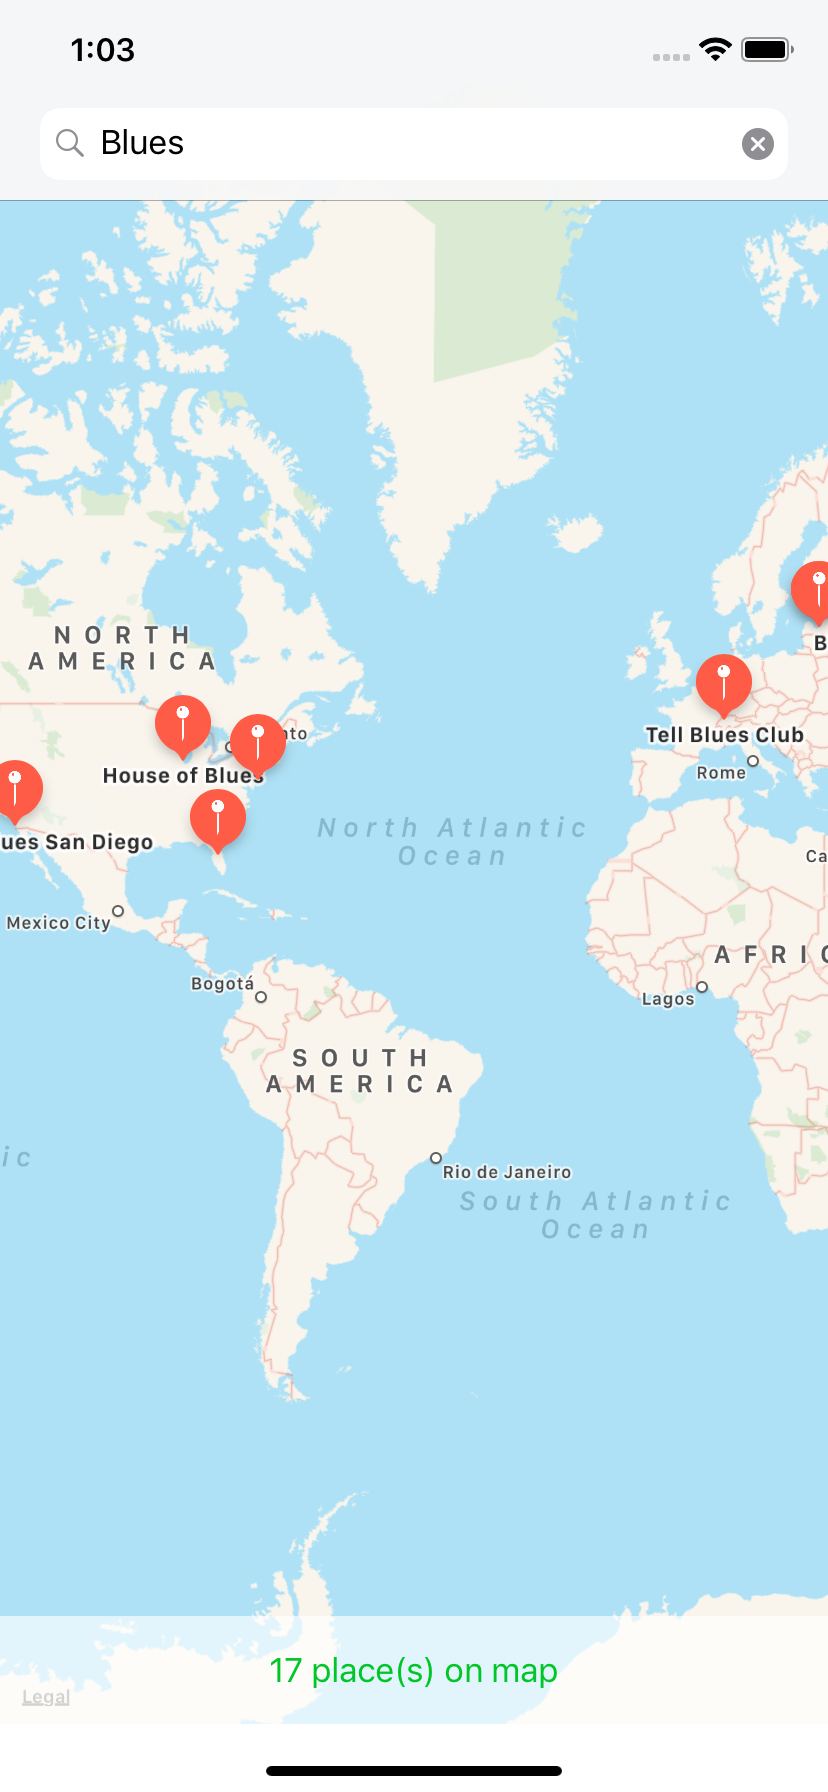 1:03
Blues
NORTH
AMERICA
nto
House of Blues
B
Tell Blues Club
Rome
ues San Diego
North Atlantic
Ocean
Ca
Mexico City
AFRIC
Bogotá
Lagos
SOUTH
AMERICA
ic
Rio de Janeiro
South Atlantic
Ocean
17 place(s) on map
Legal